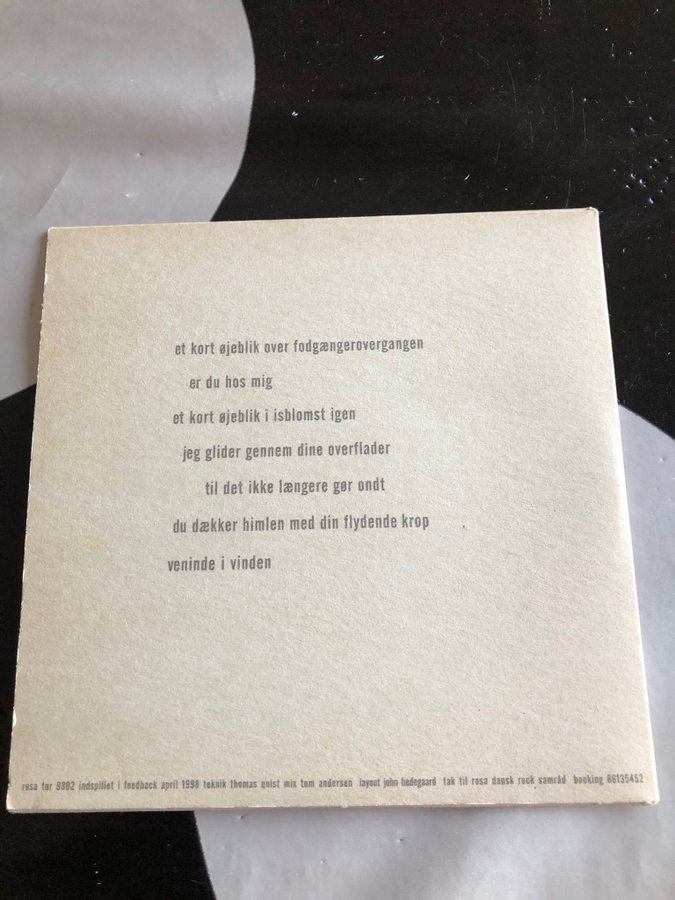 et kort øjeblik over fodgængerovergangen
er du hos mig
et kort øjeblik i isblomst igen
jeg glider gennem dine overflader
til det ikke længere gør ondt
du dækker himlen med din flydende krop
veninde i vinden
rosa tur 9802 indspillet i feedback april 1998 teknik thomas quist mix tom andersen layout john hedegaard tak til rosa dansk rock samråd booking 86135452